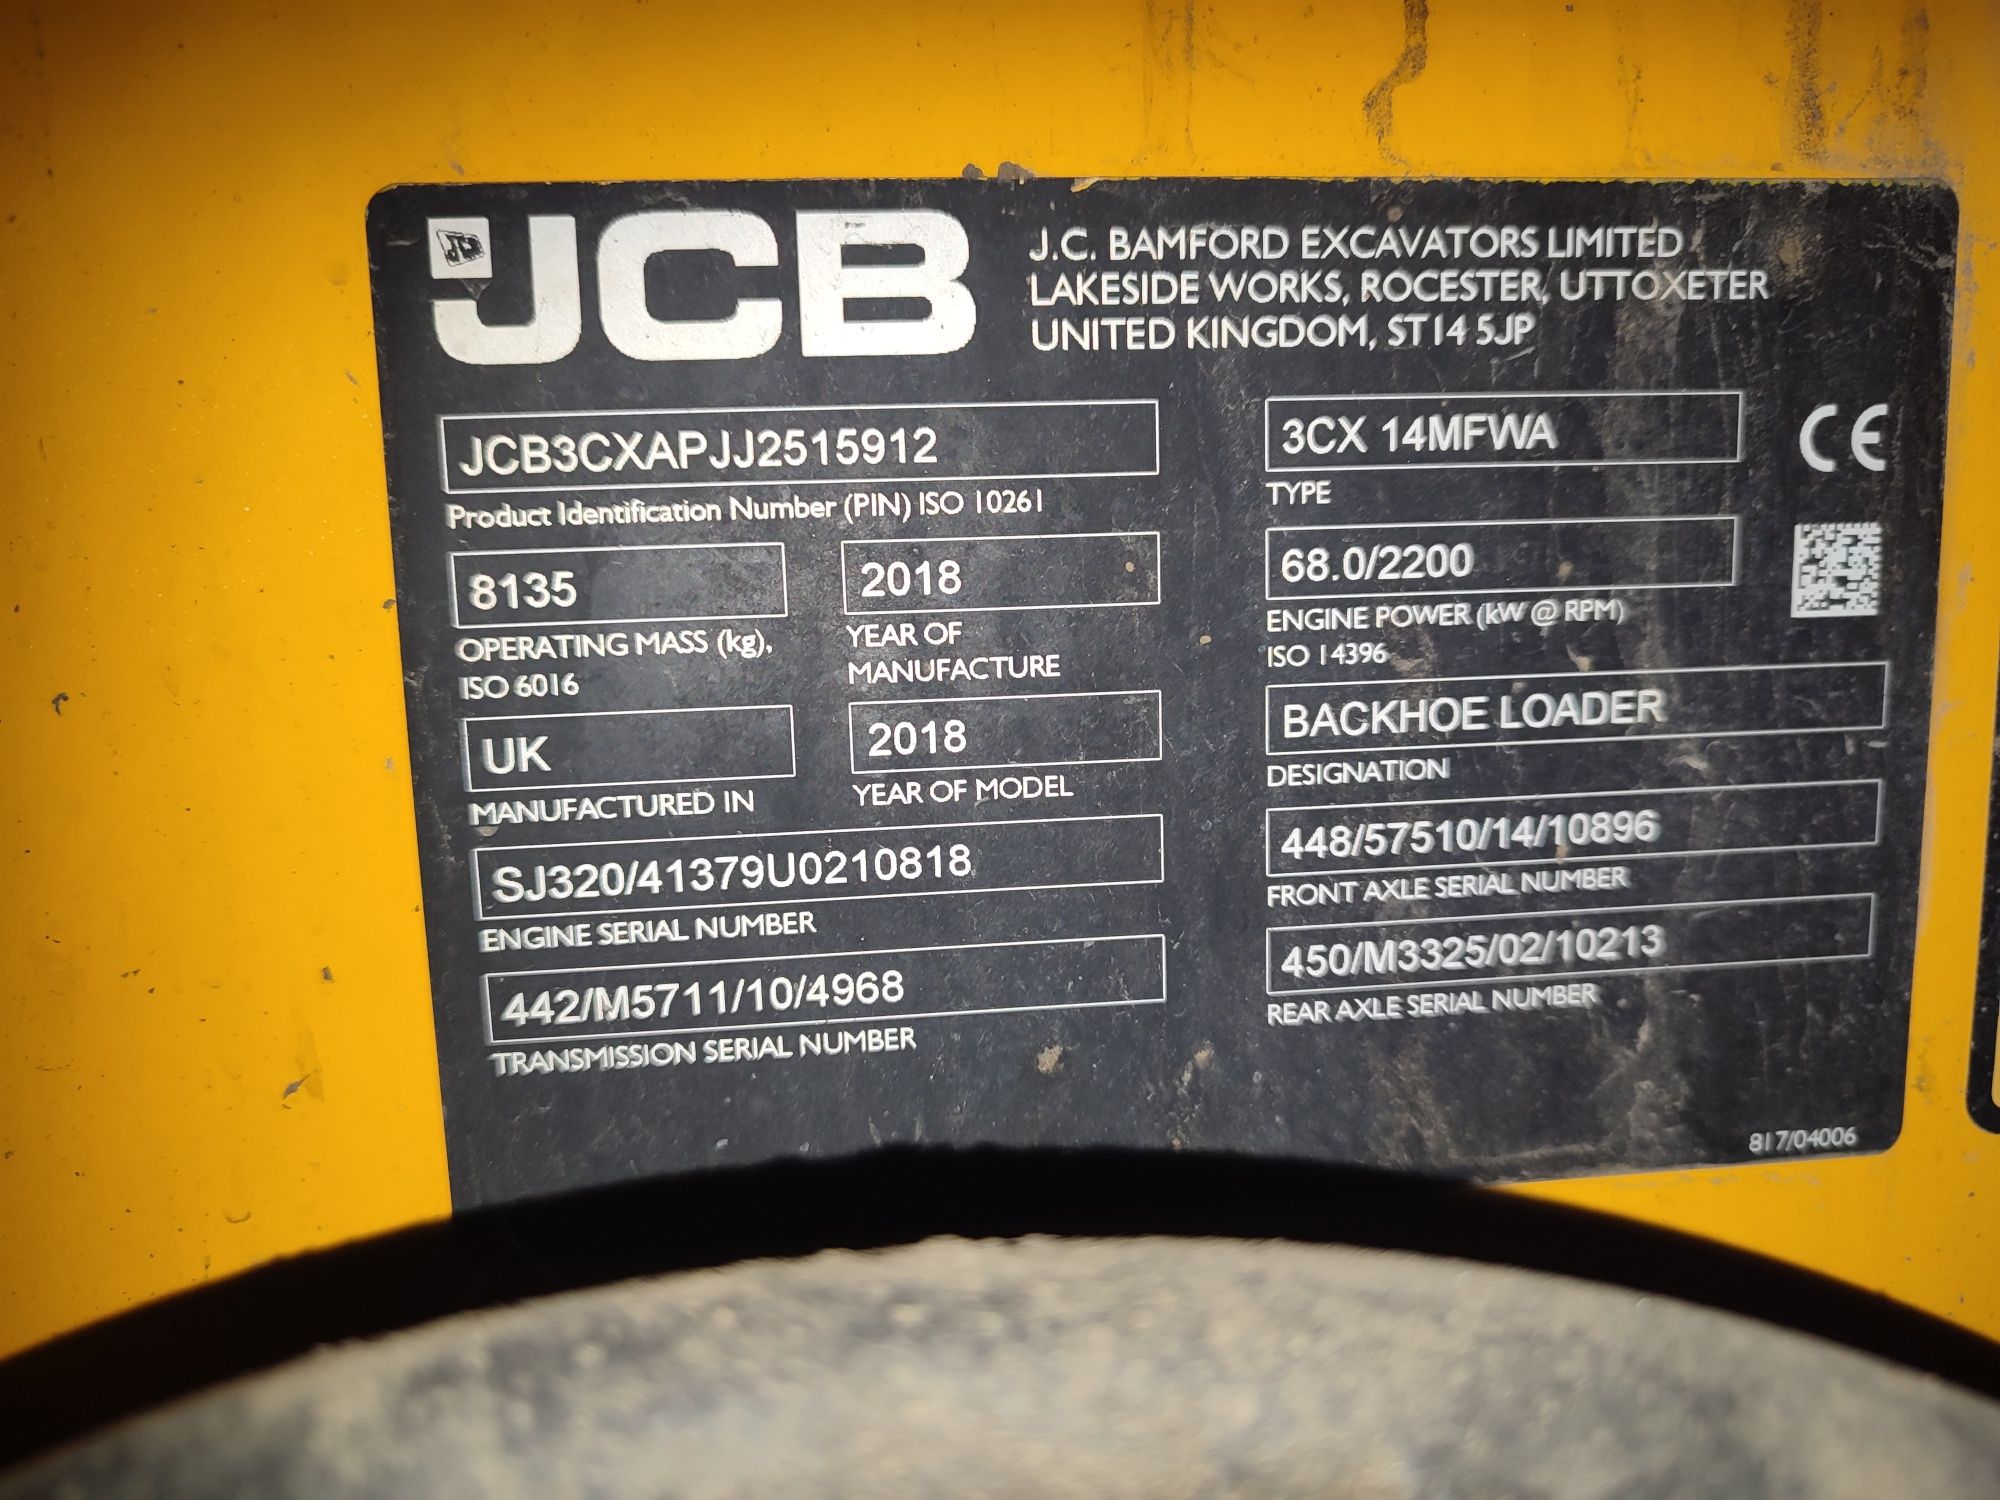 JCB
J.C. BAMFORD EXCAVATORS LIMITED
LAKESIDE WORKS, ROCESTER, UTTOXETER
UNITED KINGDOM, ST14 5JP
JCB3CXAPJJ2515912
Product Identification Number (PIN) ISO 10261
8135
OPERATING MASS (kg),
ISO 6016
2018
YEAR OF
MANUFACTURE
UK
MANUFACTURED IN
2018
YEAR OF MODEL
SJ320/41379U0210818
ENGINE SERIAL NUMBER
442/M5711/10/4968
TRANSMISSION SERIAL NUMBER
3CX 14MFWA
TYPE
CE
68.0/2200
ENGINE POWER (kW @ RPM)
ISO 14396
BACKHOE LOADER
DESIGNATION
448/57510/14/10896
FRONT AXLE SERIAL NUMBER
450/M3325/02/10213
REAR AXLE SERIAL NUMBER
817/04006